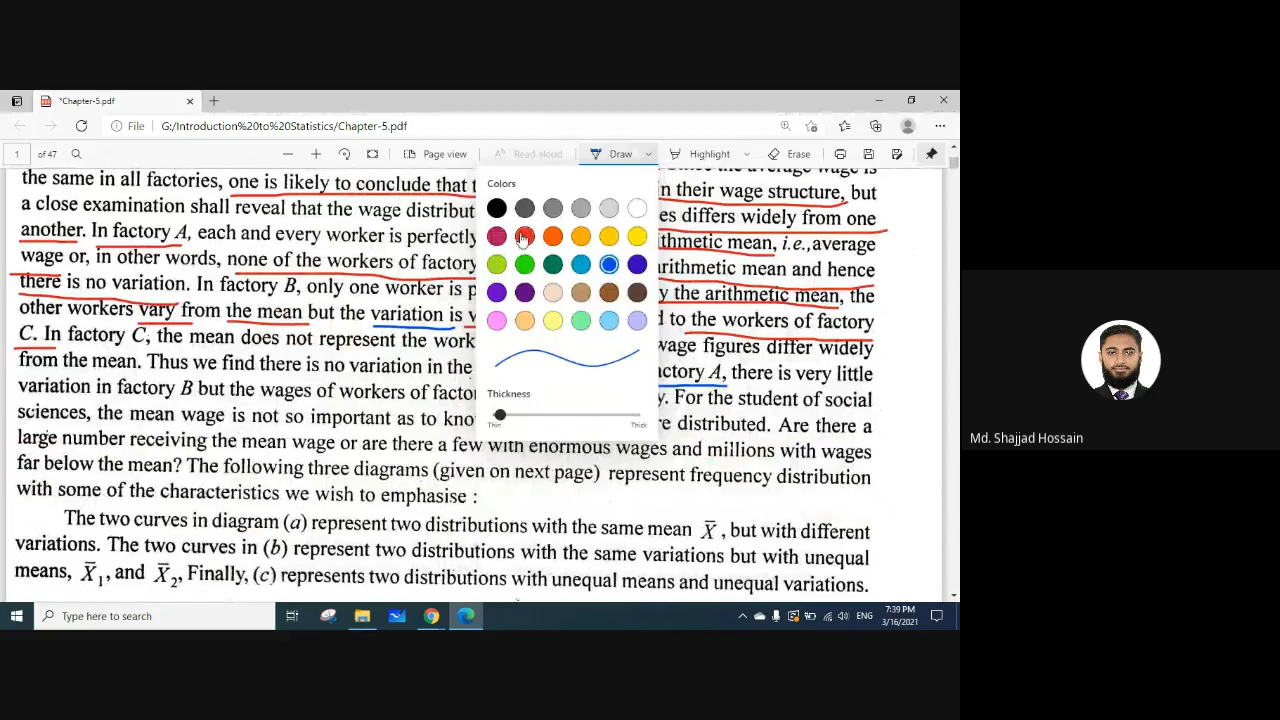 *Chapter-5.pdf
File
G:/Introduction%20to%20Statistics/Chapter-5.pdf
1 of 47
Page view
Read aloud
Draw
Highlight
Erase
the same in all factories, one is likely to conclude that in their wage structure, but
a close examination shall reveal that the wage distribut es differs widely from one
another. In factory A, each and every worker is perfectly ithmetic mean, i.e., average
wage or, in other words, none of the workers of factory arithmetic mean and hence
there is no variation. In factory B, only one worker is p y the arithmetic mean, the
other workers vary from the mean but the variation is d to the workers of factory
C. In factory C, the mean does not represent the work wage figures differ widely
from the mean. Thus we find there is no variation in the actory A, there is very little
variation in factory B but the wages of workers of factor y. For the student of social
sciences, the mean wage is not so important as to kno re distributed. Are there a
large number receiving the mean wage or are there a few with enormous wages and millions with wages
far below the mean? The following three diagrams (given on next page) represent frequency distribution
with some of the characteristics we wish to emphasise :
The two curves in diagram (a) represent two distributions with the same mean X̄, but with different
variations. The two curves in (b) represent two distributions with the same variations but with unequal
means, X̄₁, and X̄₂, Finally, (c) represents two distributions with unequal means and unequal variations.
Colors
Thickness
Thin
Thick
Md. Shajjad Hossain
Type here to search
ENG
7:39 PM
3/16/2021